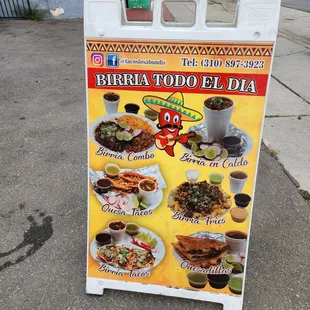 @tacoslosabundis Tel: (310) 897-3923
BIRRIA TODO EL DIA
Birria Combo
Birria en Caldo
Quesa Tacos
Birria Fries
Birria Tacos
Quesadillas